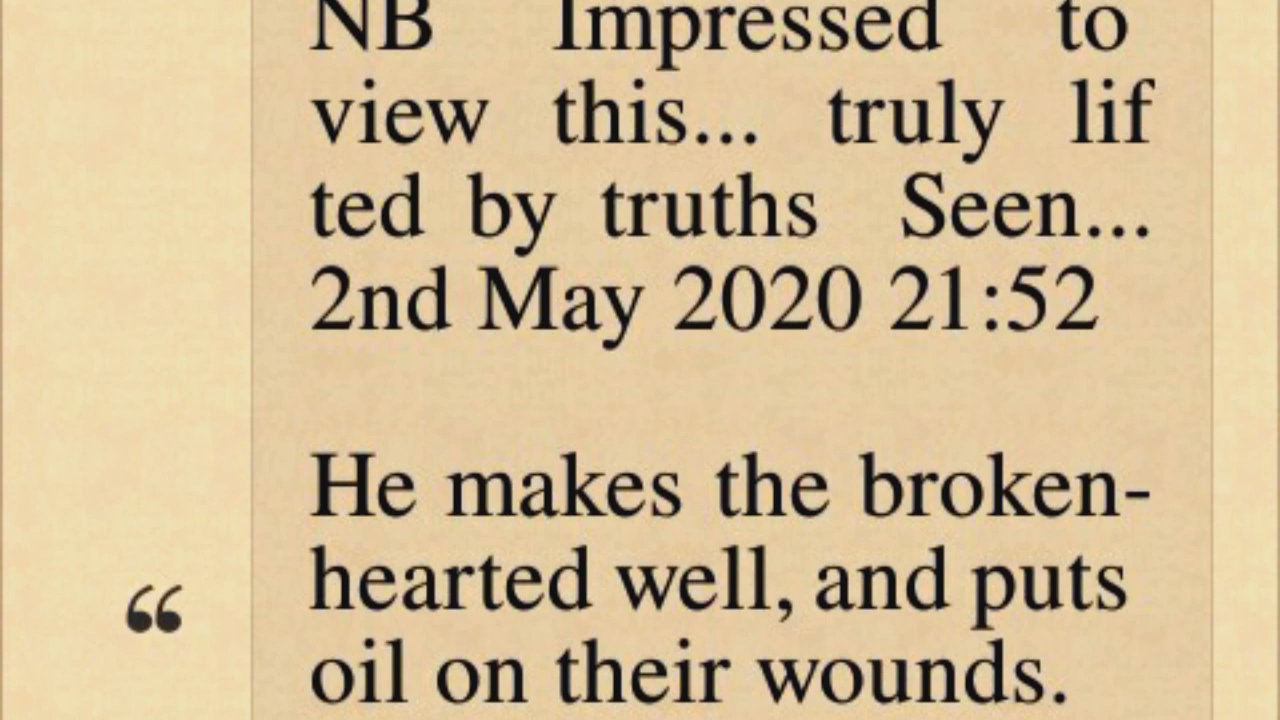 NB Impressed to
view this... truly lif
ted by truths Seen...
2nd May 2020 21:52
He makes the broken-
hearted well, and puts
“
oil on their wounds.